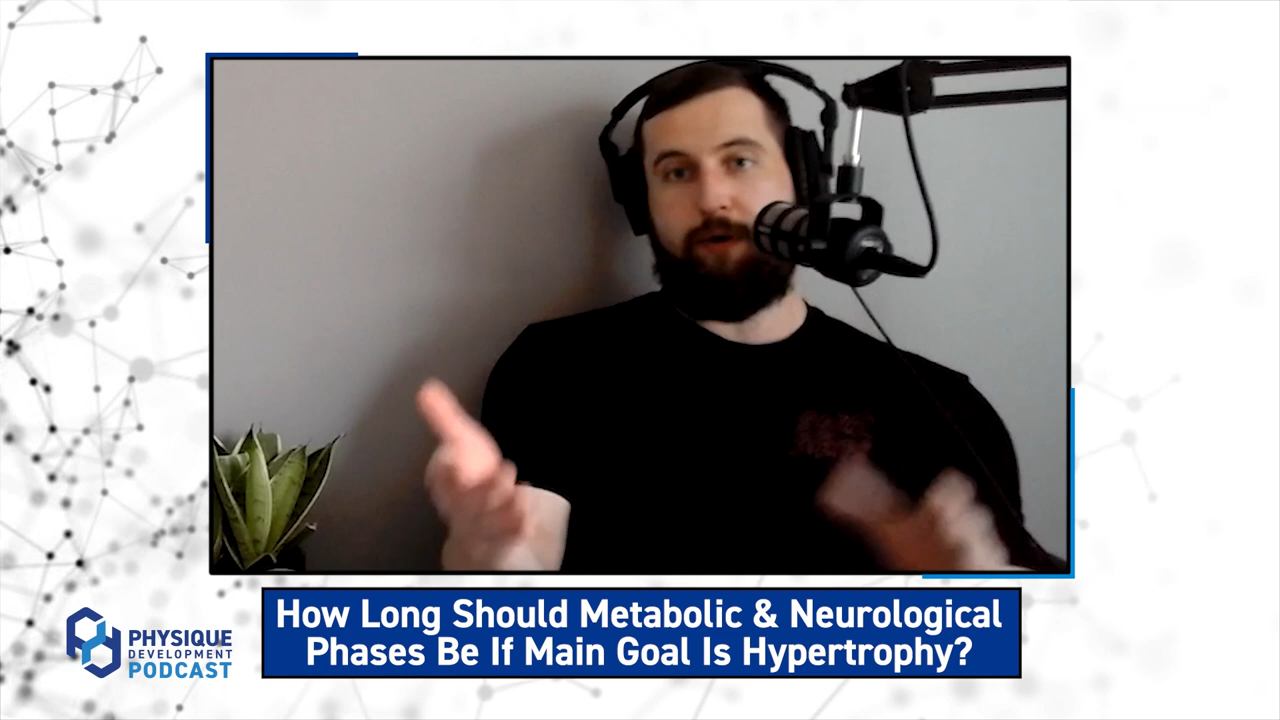 How Long Should Metabolic & Neurological
Phases Be If Main Goal Is Hypertrophy?
PHYSIQUE
DEVELOPMENT
PODCAST